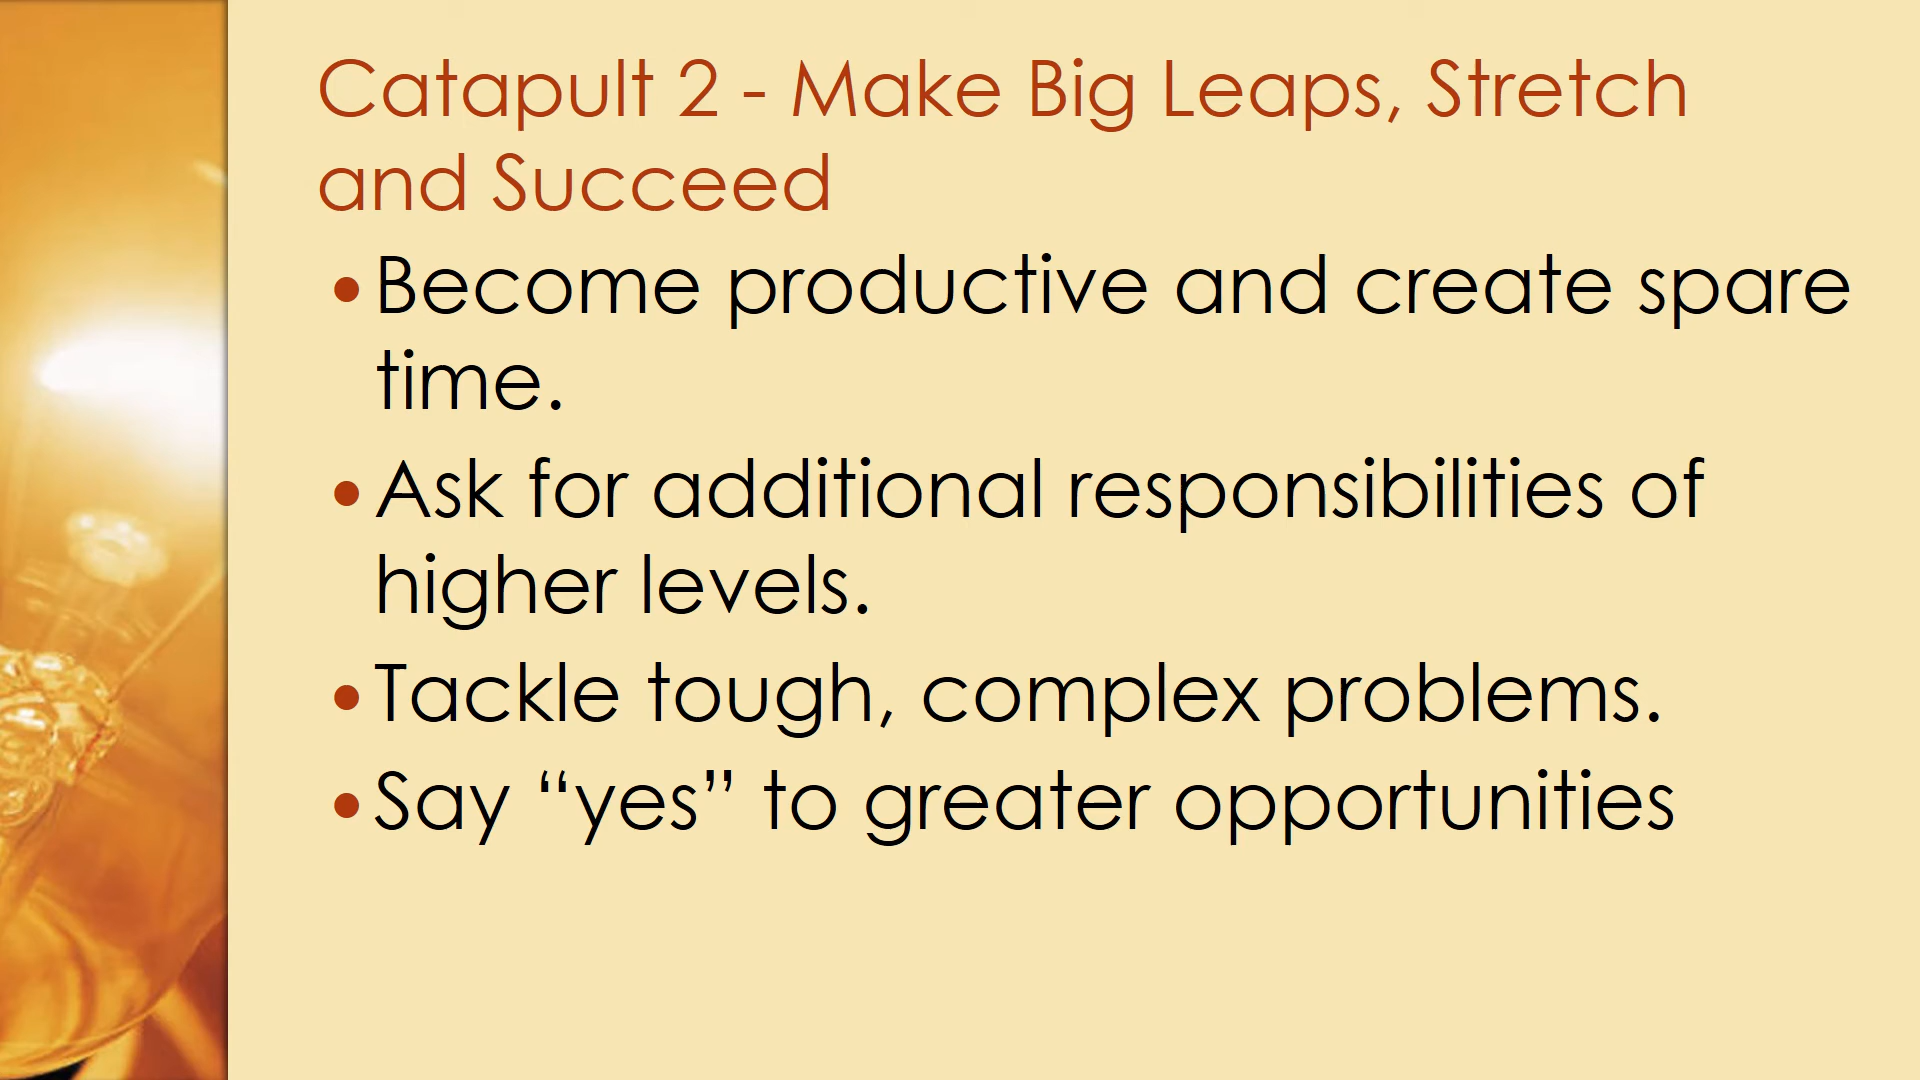 Catapult 2 - Make Big Leaps, Stretch
and Succeed
•Become productive and create spare
time.
•Ask for additional responsibilities of
higher levels.
•Tackle tough, complex problems.
•Say “yes” to greater opportunities